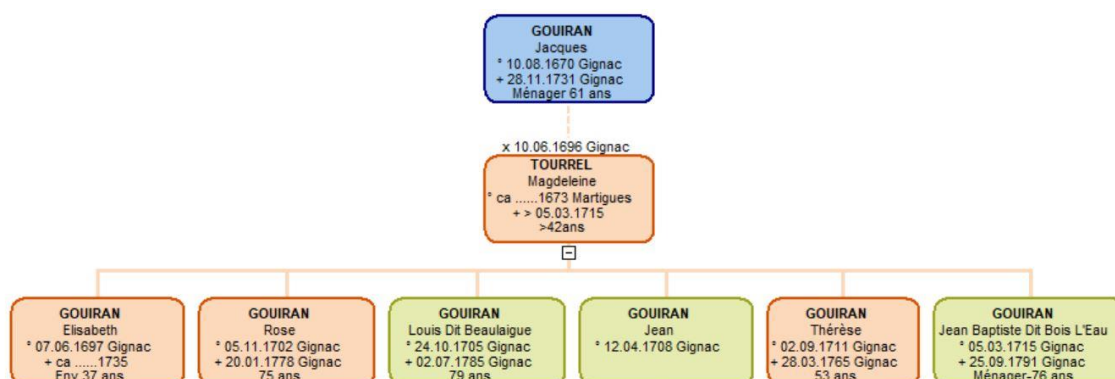 GOUIRAN
Jacques
° 10.08.1670 Gignac
+ 28.11.1731 Gignac
Ménager 61 ans
x 10.06.1696 Gignac
TOURREL
Magdeleine
° ca ......1673 Martigues
+ > 05.03.1715
>42ans
GOUIRAN
Elisabeth
° 07.06.1697 Gignac
+ ca ......1735
Env 37 ans
GOUIRAN
Rose
° 05.11.1702 Gignac
+ 20.01.1778 Gignac
75 ans
GOUIRAN
Louis Dit Beaulaigue
° 24.10.1705 Gignac
+ 02.07.1785 Gignac
79 ans
GOUIRAN
Jean
° 12.04.1708 Gignac
GOUIRAN
Thérèse
° 02.09.1711 Gignac
+ 28.03.1765 Gignac
53 ans
GOUIRAN
Jean Baptiste Dit Bois L'Eau
° 05.03.1715 Gignac
+ 25.09.1791 Gignac
Ménager-76 ans